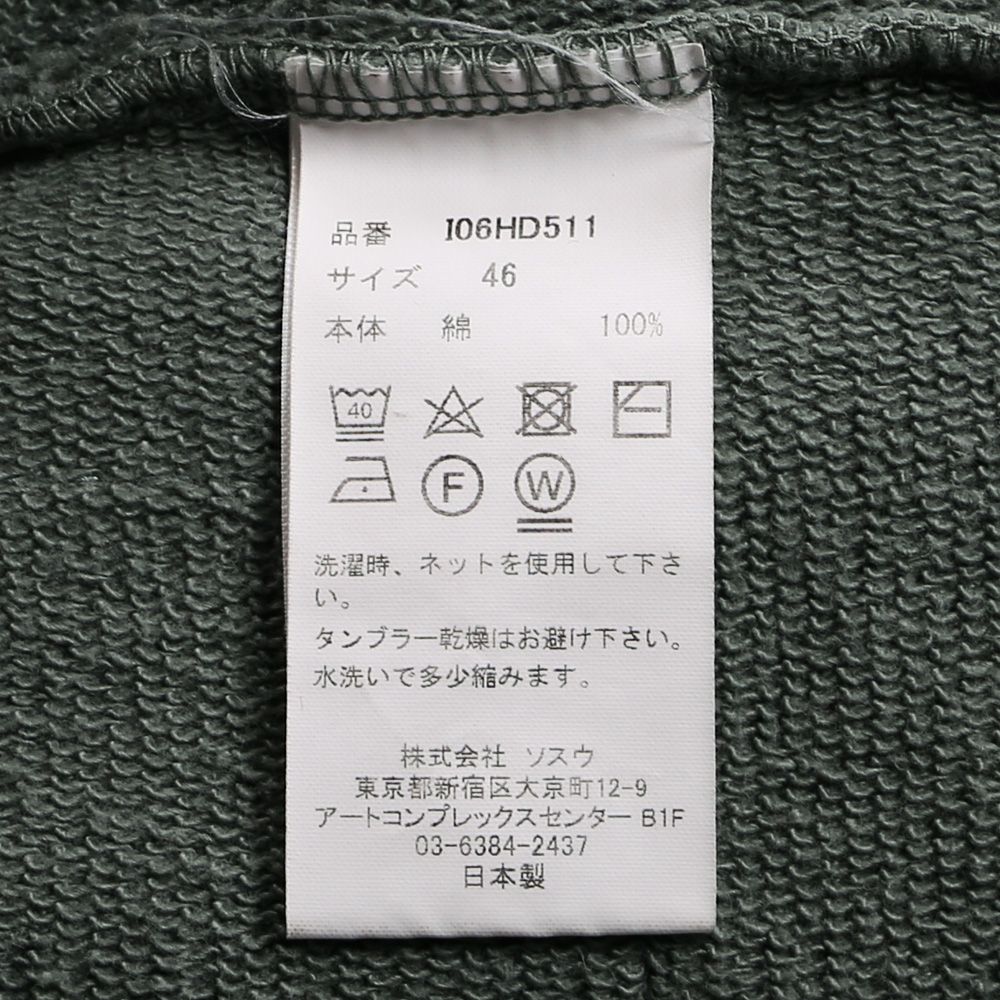 品番 I06HD511
サイズ 46
本体 綿 100%
40
F W
洗濯時、ネットを使用して下さ
い。
タンブラー乾燥はお避け下さい。
水洗いで多少縮みます。
株式会社 ソスウ
東京都新宿区大京町12-9
アートコンプレックスセンター B1F
03-6384-2437
日本製